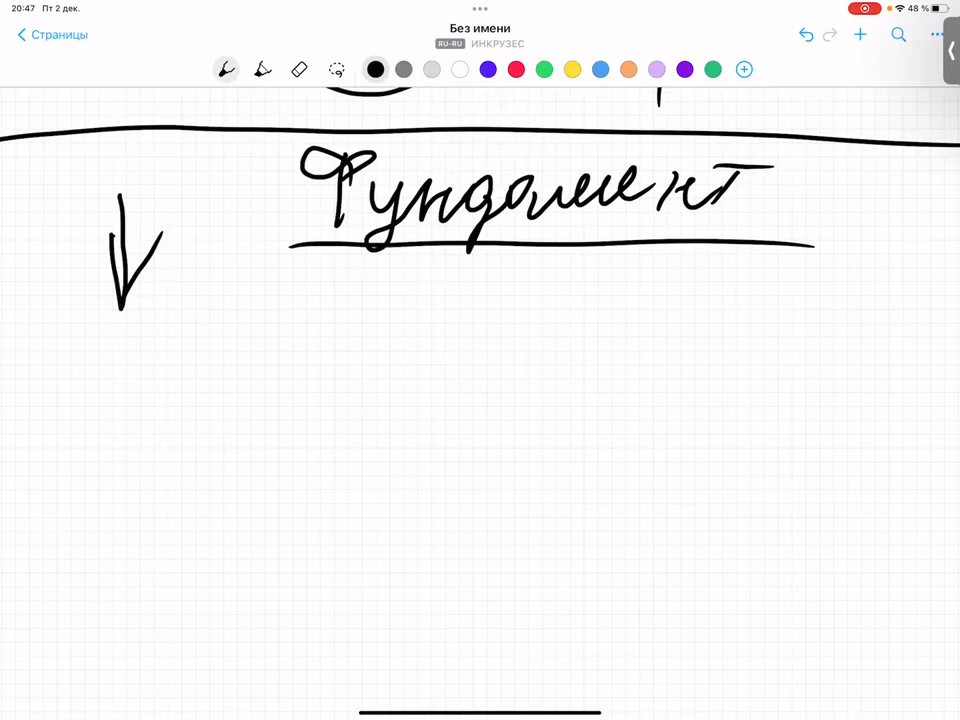 20:47 Пт 2 дек. 48 %
Без имени
Страницы
RU-RU ИНКРУЗЕС
Фундамент